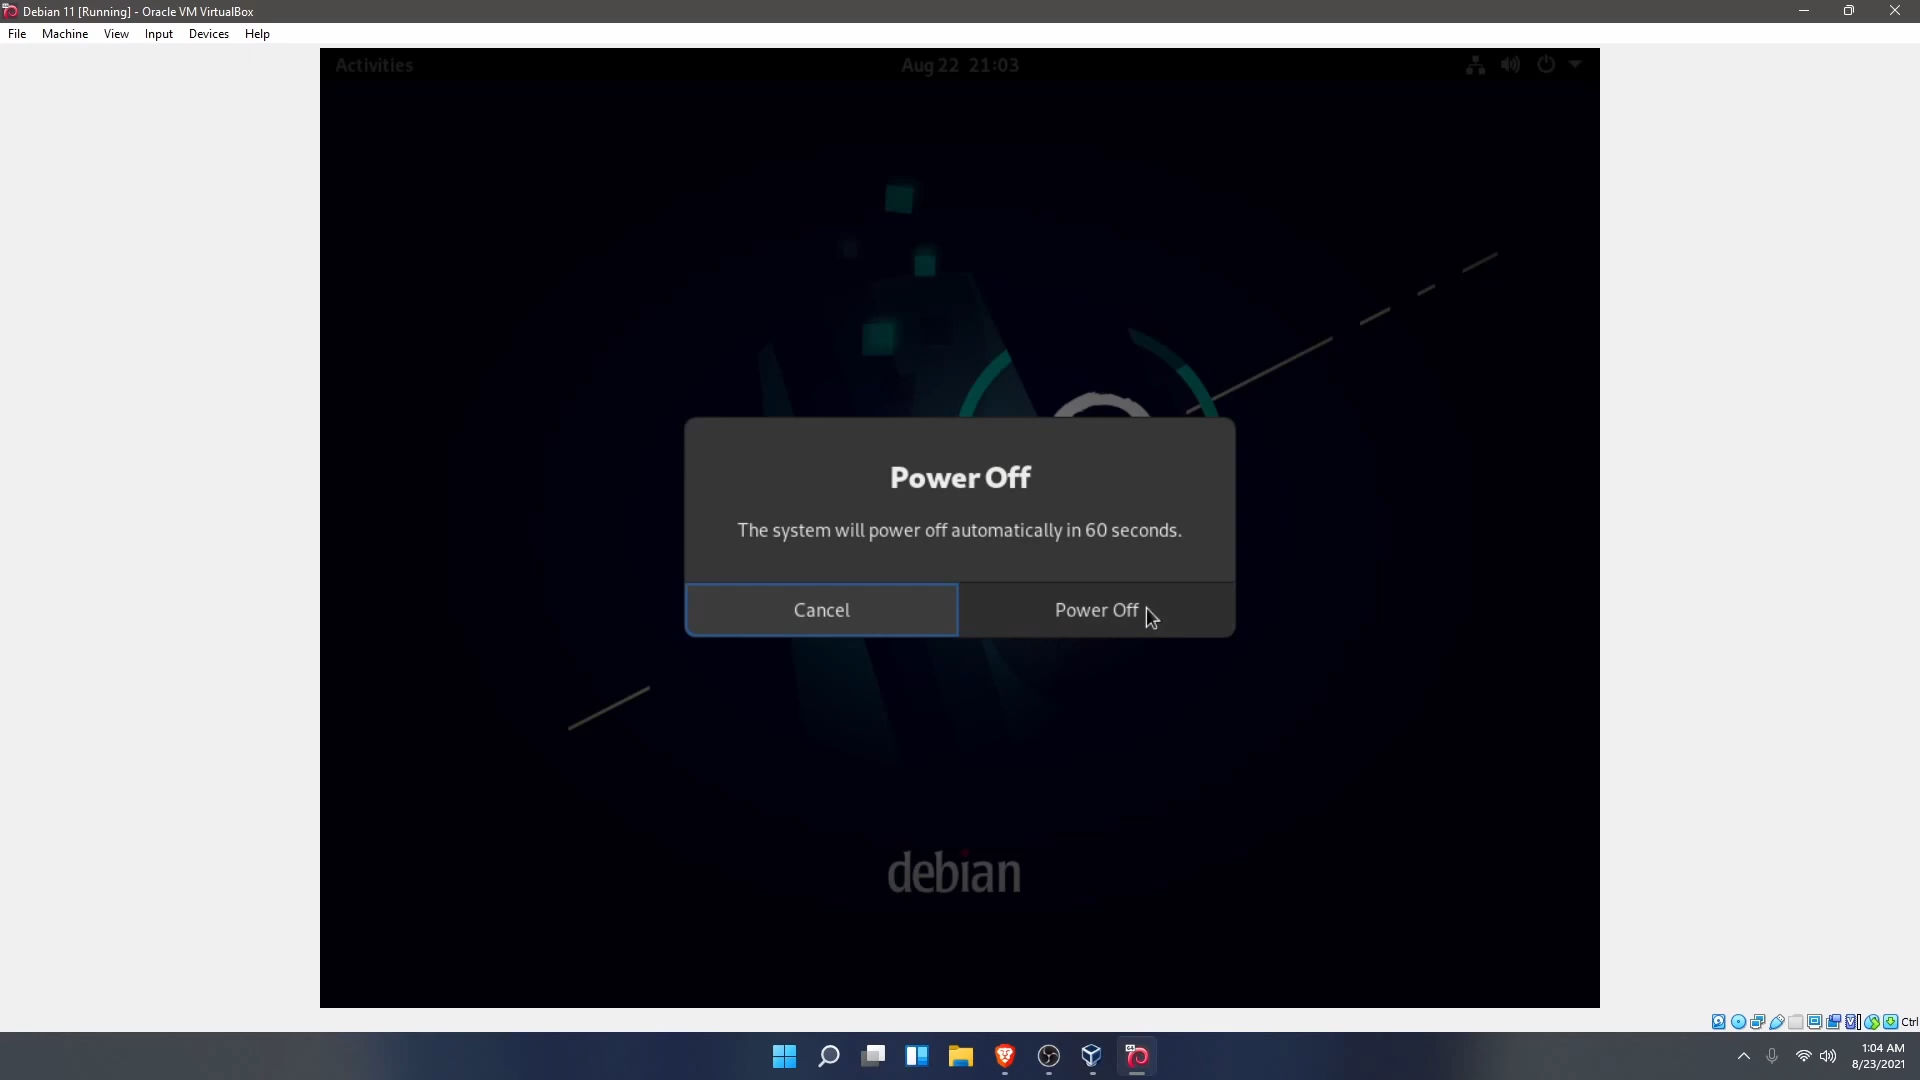 Debian 11 [Running] - Oracle VM VirtualBox
File Machine View Input Devices Help
Activities
Aug 22 21:03
Power Off
The system will power off automatically in 60 seconds.
Cancel
Power Off
debian
Ctrl
1:04 AM
8/23/2021